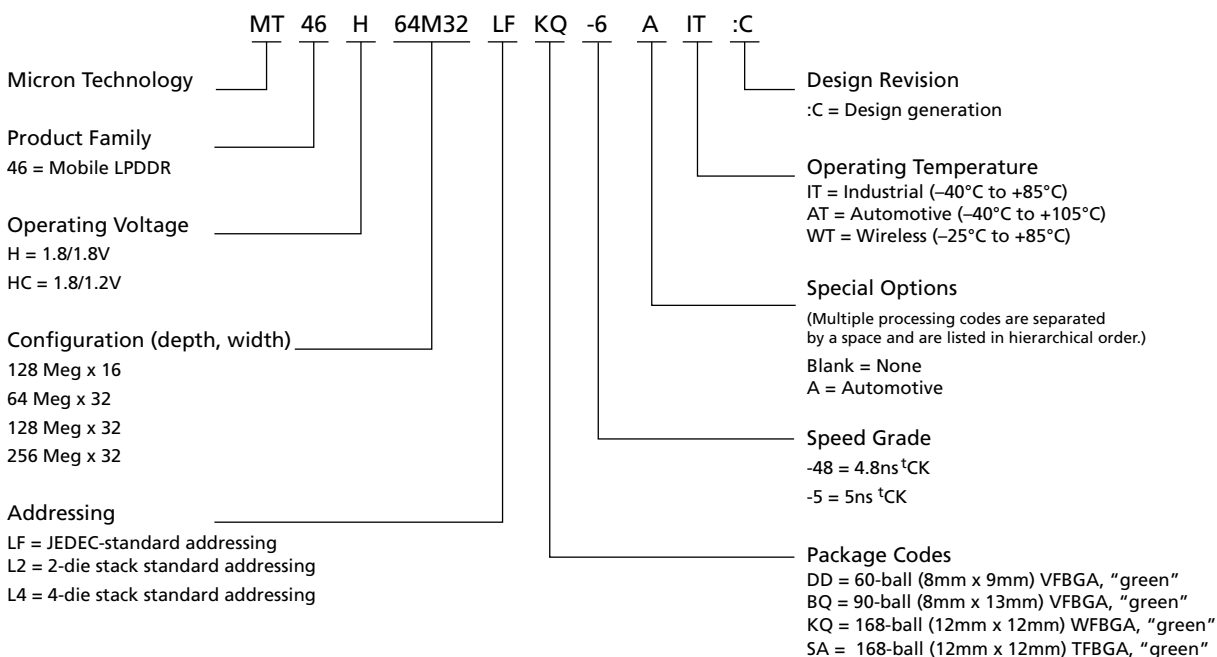 MT 46 H 64M32 LF KQ -6 A IT :C
Micron Technology
Product Family
46 = Mobile LPDDR
Operating Voltage
H = 1.8/1.8V
HC = 1.8/1.2V
Configuration (depth, width)
128 Meg x 16
64 Meg x 32
128 Meg x 32
256 Meg x 32
Addressing
LF = JEDEC-standard addressing
L2 = 2-die stack standard addressing
L4 = 4-die stack standard addressing
Design Revision
:C = Design generation
Operating Temperature
IT = Industrial (–40°C to +85°C)
AT = Automotive (–40°C to +105°C)
WT = Wireless (–25°C to +85°C)
Special Options
(Multiple processing codes are separated
by a space and are listed in hierarchical order.)
Blank = None
A = Automotive
Speed Grade
-48 = 4.8ns tCK
-5 = 5ns tCK
Package Codes
DD = 60-ball (8mm x 9mm) VFBGA, “green”
BQ = 90-ball (8mm x 13mm) VFBGA, “green”
KQ = 168-ball (12mm x 12mm) WFBGA, “green”
SA = 168-ball (12mm x 12mm) TFBGA, “green”